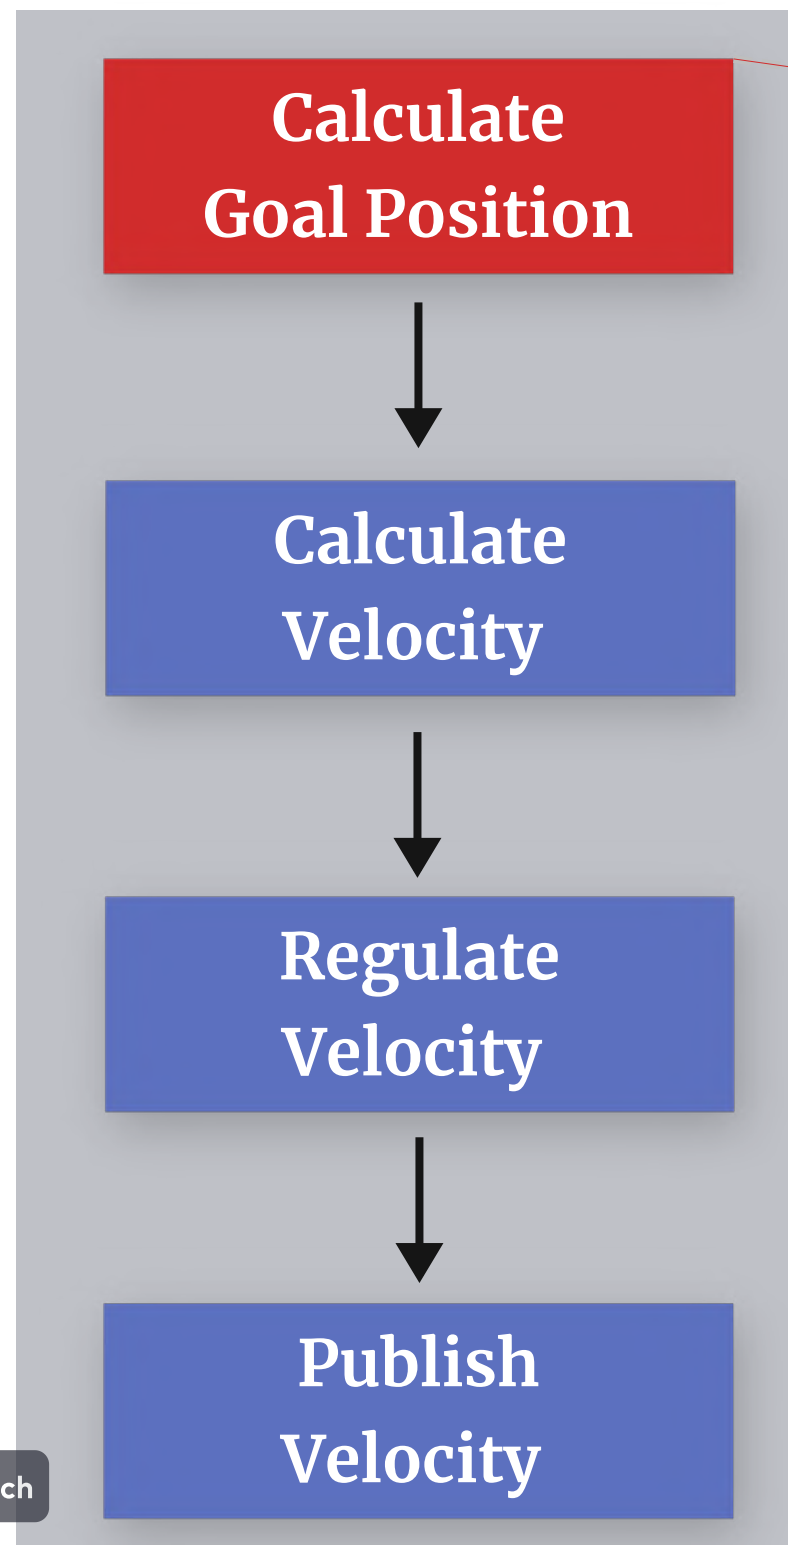 Calculate
Goal Position
Calculate
Velocity
Regulate
Velocity
Publish
Velocity
ch